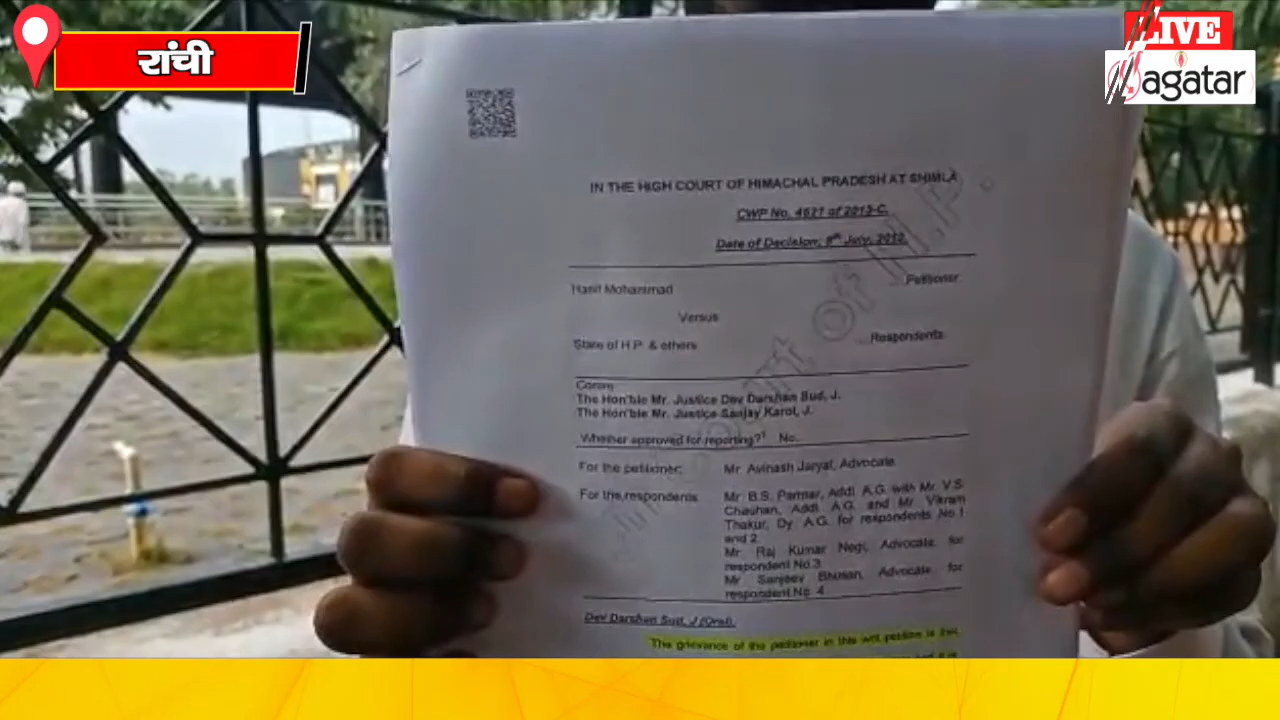 रांची
LIVE
Lagatar
IN THE HIGH COURT OF HIMACHAL PRADESH AT SHIMLA
CWP No. 4621 of 2013-C.
Date of Decision: July,
Hanif Mohammad Petitioner
Versus
State of H.P. & others ...Respondents.
Coram
The Hon'ble Mr. Justice Dev Darshan Sud, J.
The Hon'ble Mr. Justice Sanjay Karol, J.
Whether approved for reporting?¹ No.
For the petitioner: Mr Avinash Jaryal, Advocate
For the respondents Mr B.S. Parmar, Addl. A.G. with Mr. V.S.
Chauhan, Addl. A.G. and Mr Vikram
Thakur, Dy. A.G. for respondents No.1
and 2.
Mr Raj Kumar Negi, Advocate, for
respondent No.3
Mr Sanjeev Bhushan, Advocate, for
respondent No. 4
Dev Darshan Sud, J (Oral).
The grievance of the petitioner in this writ petition is that